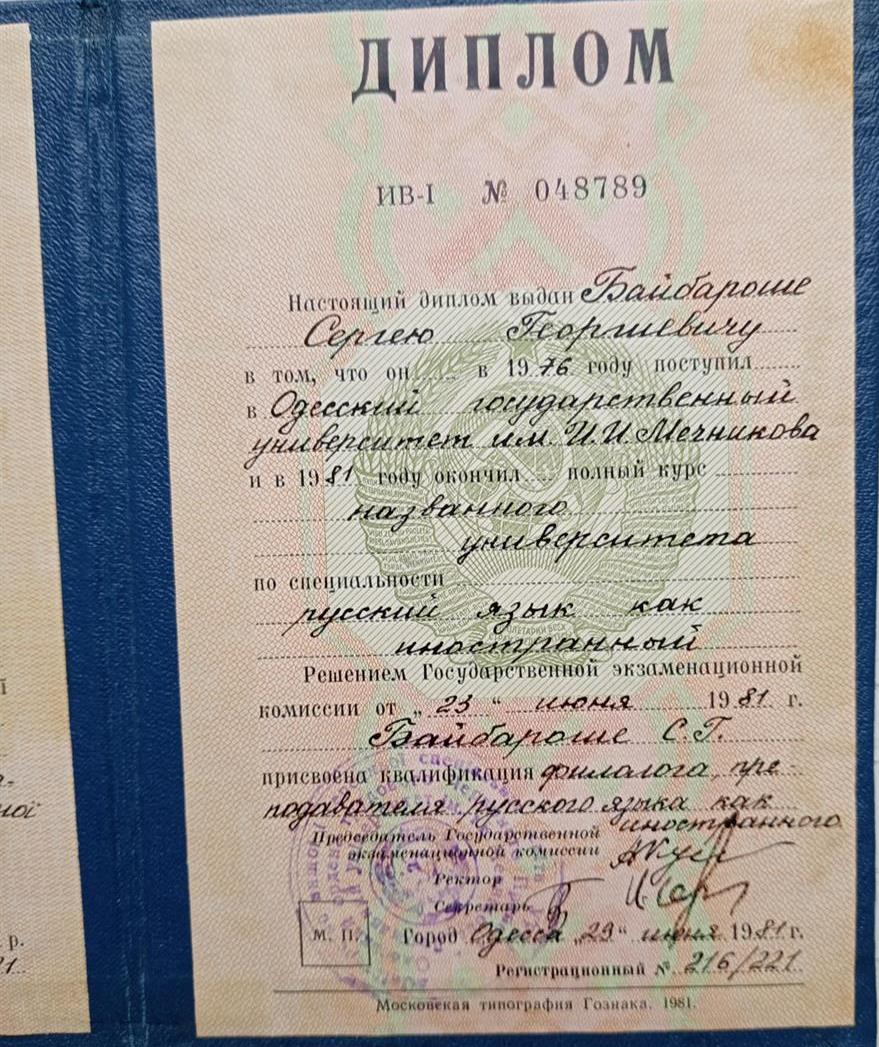 ДИПЛОМ
ИВ-I № 048789
Настоящий диплом выдан Байбароше
Сергею Георгиевичу
в том, что он в 1976 году поступил
в Одесский государственный
университет им. И.И. Мечникова
и в 1981 году окончил полный курс
названного
университета
по специальности
русский язык как
иностранный
Решением Государственной экзаменационной
комиссии от „23“ июня 1981 г.
Байбароше С.Г.
присвоена квалификация филолога, пре-
подавателя русского языка как
иностранного
Председатель Государственной
экзаменационной комиссии
Ректор
Секретарь
М. П.
Город Одесса „29“ июня 1981 г.
Регистрационный № 216/221
Московская типография Гознака. 1981.